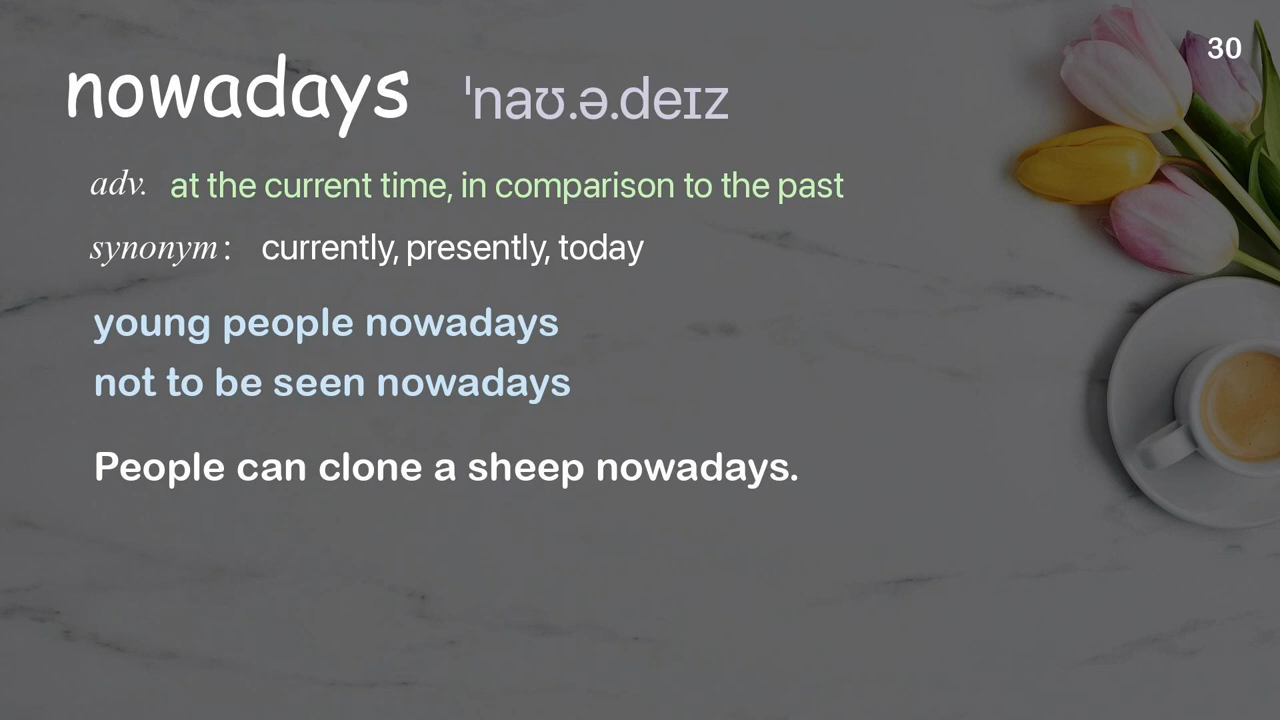 30
nowadays ˈnaʊ.ə.deɪz
adv. at the current time, in comparison to the past
synonym: currently, presently, today
young people nowadays
not to be seen nowadays
People can clone a sheep nowadays.